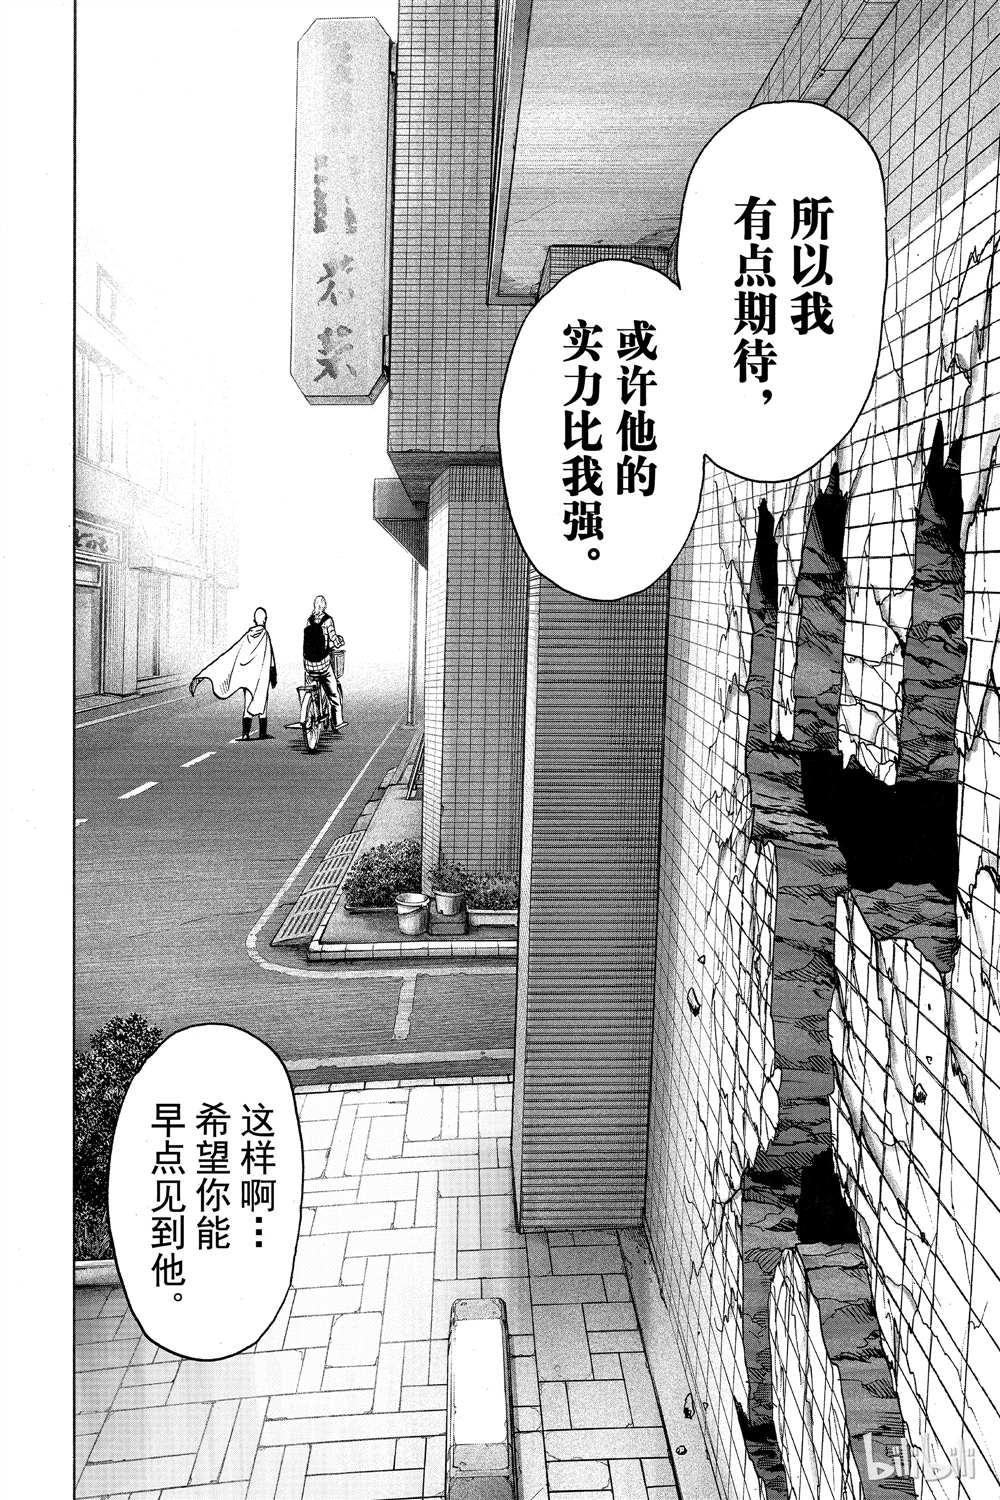 所以我
有点期待，
或许他的
实力比我强。
这样啊…
希望你能
早点见到他。
bilibili